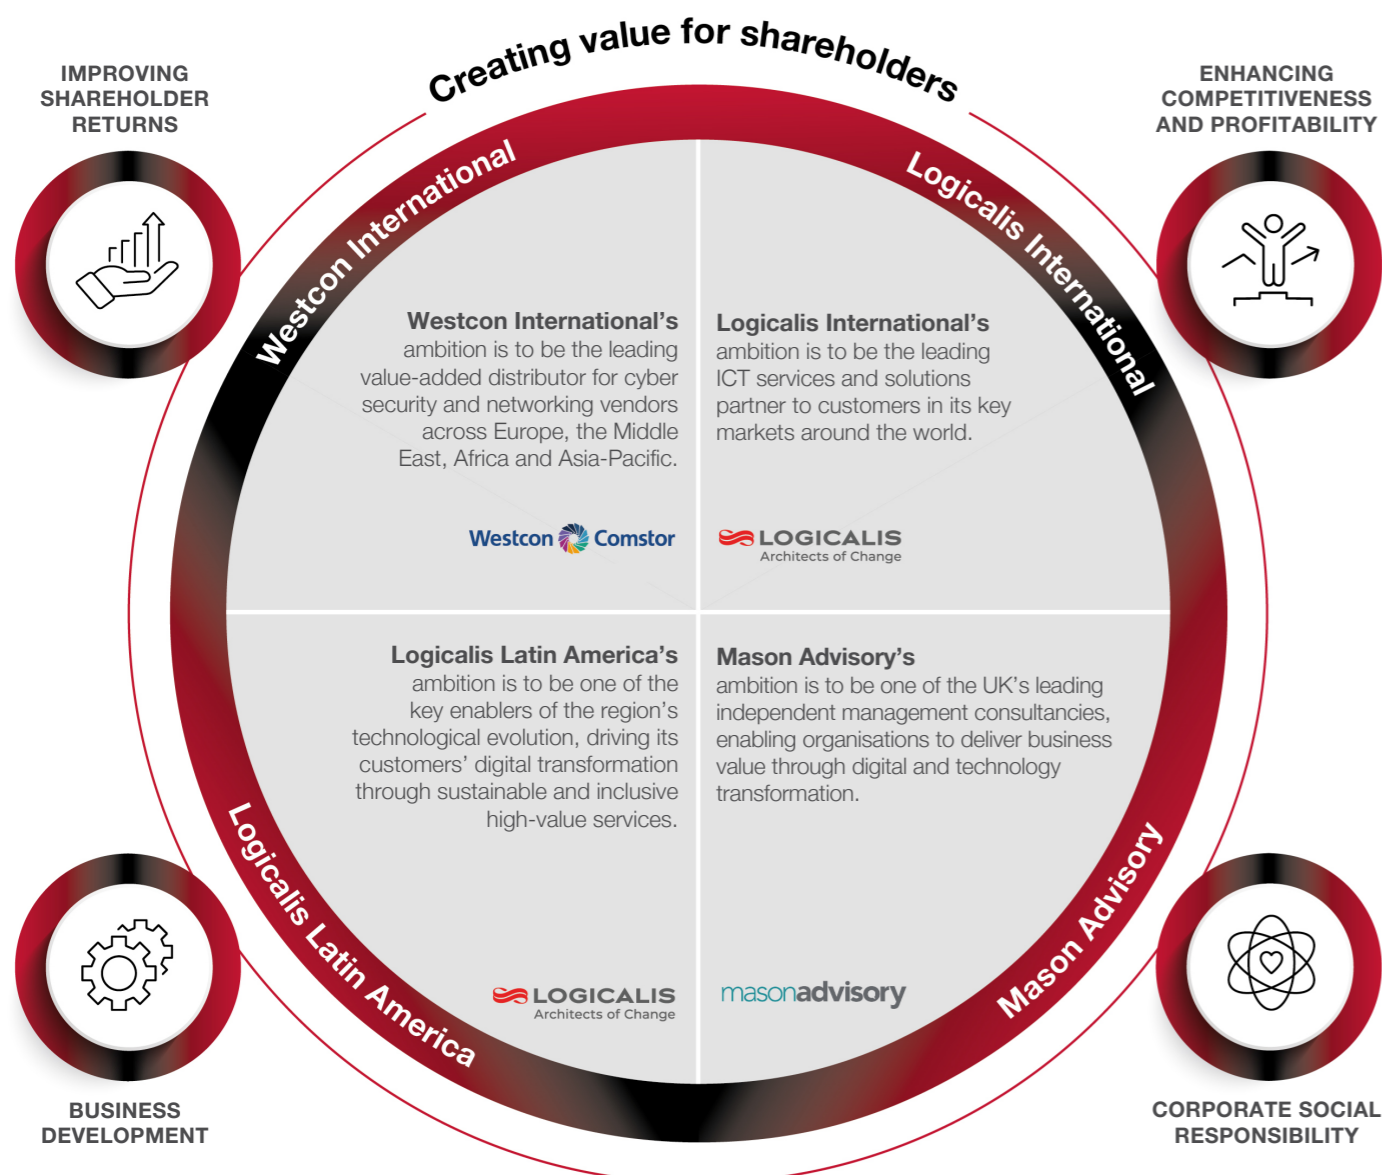 Creating value for shareholders
IMPROVING
SHAREHOLDER
RETURNS
ENHANCING
COMPETITIVENESS
AND PROFITABILITY
Westcon International
Logicalis International
Westcon International’s
ambition is to be the leading
value-added distributor for cyber
security and networking vendors
across Europe, the Middle
East, Africa and Asia-Pacific.
Westcon Comstor
Logicalis International’s
ambition is to be the leading
ICT services and solutions
partner to customers in its key
markets around the world.
LOGICALIS
Architects of Change
Logicalis Latin America’s
ambition is to be one of the
key enablers of the region’s
technological evolution, driving its
customers’ digital transformation
through sustainable and inclusive
high-value services.
LOGICALIS
Architects of Change
Mason Advisory’s
ambition is to be one of the UK’s leading
independent management consultancies,
enabling organisations to deliver business
value through digital and technology
transformation.
masonadvisory
Logicalis Latin America
Mason Advisory
BUSINESS
DEVELOPMENT
CORPORATE SOCIAL
RESPONSIBILITY